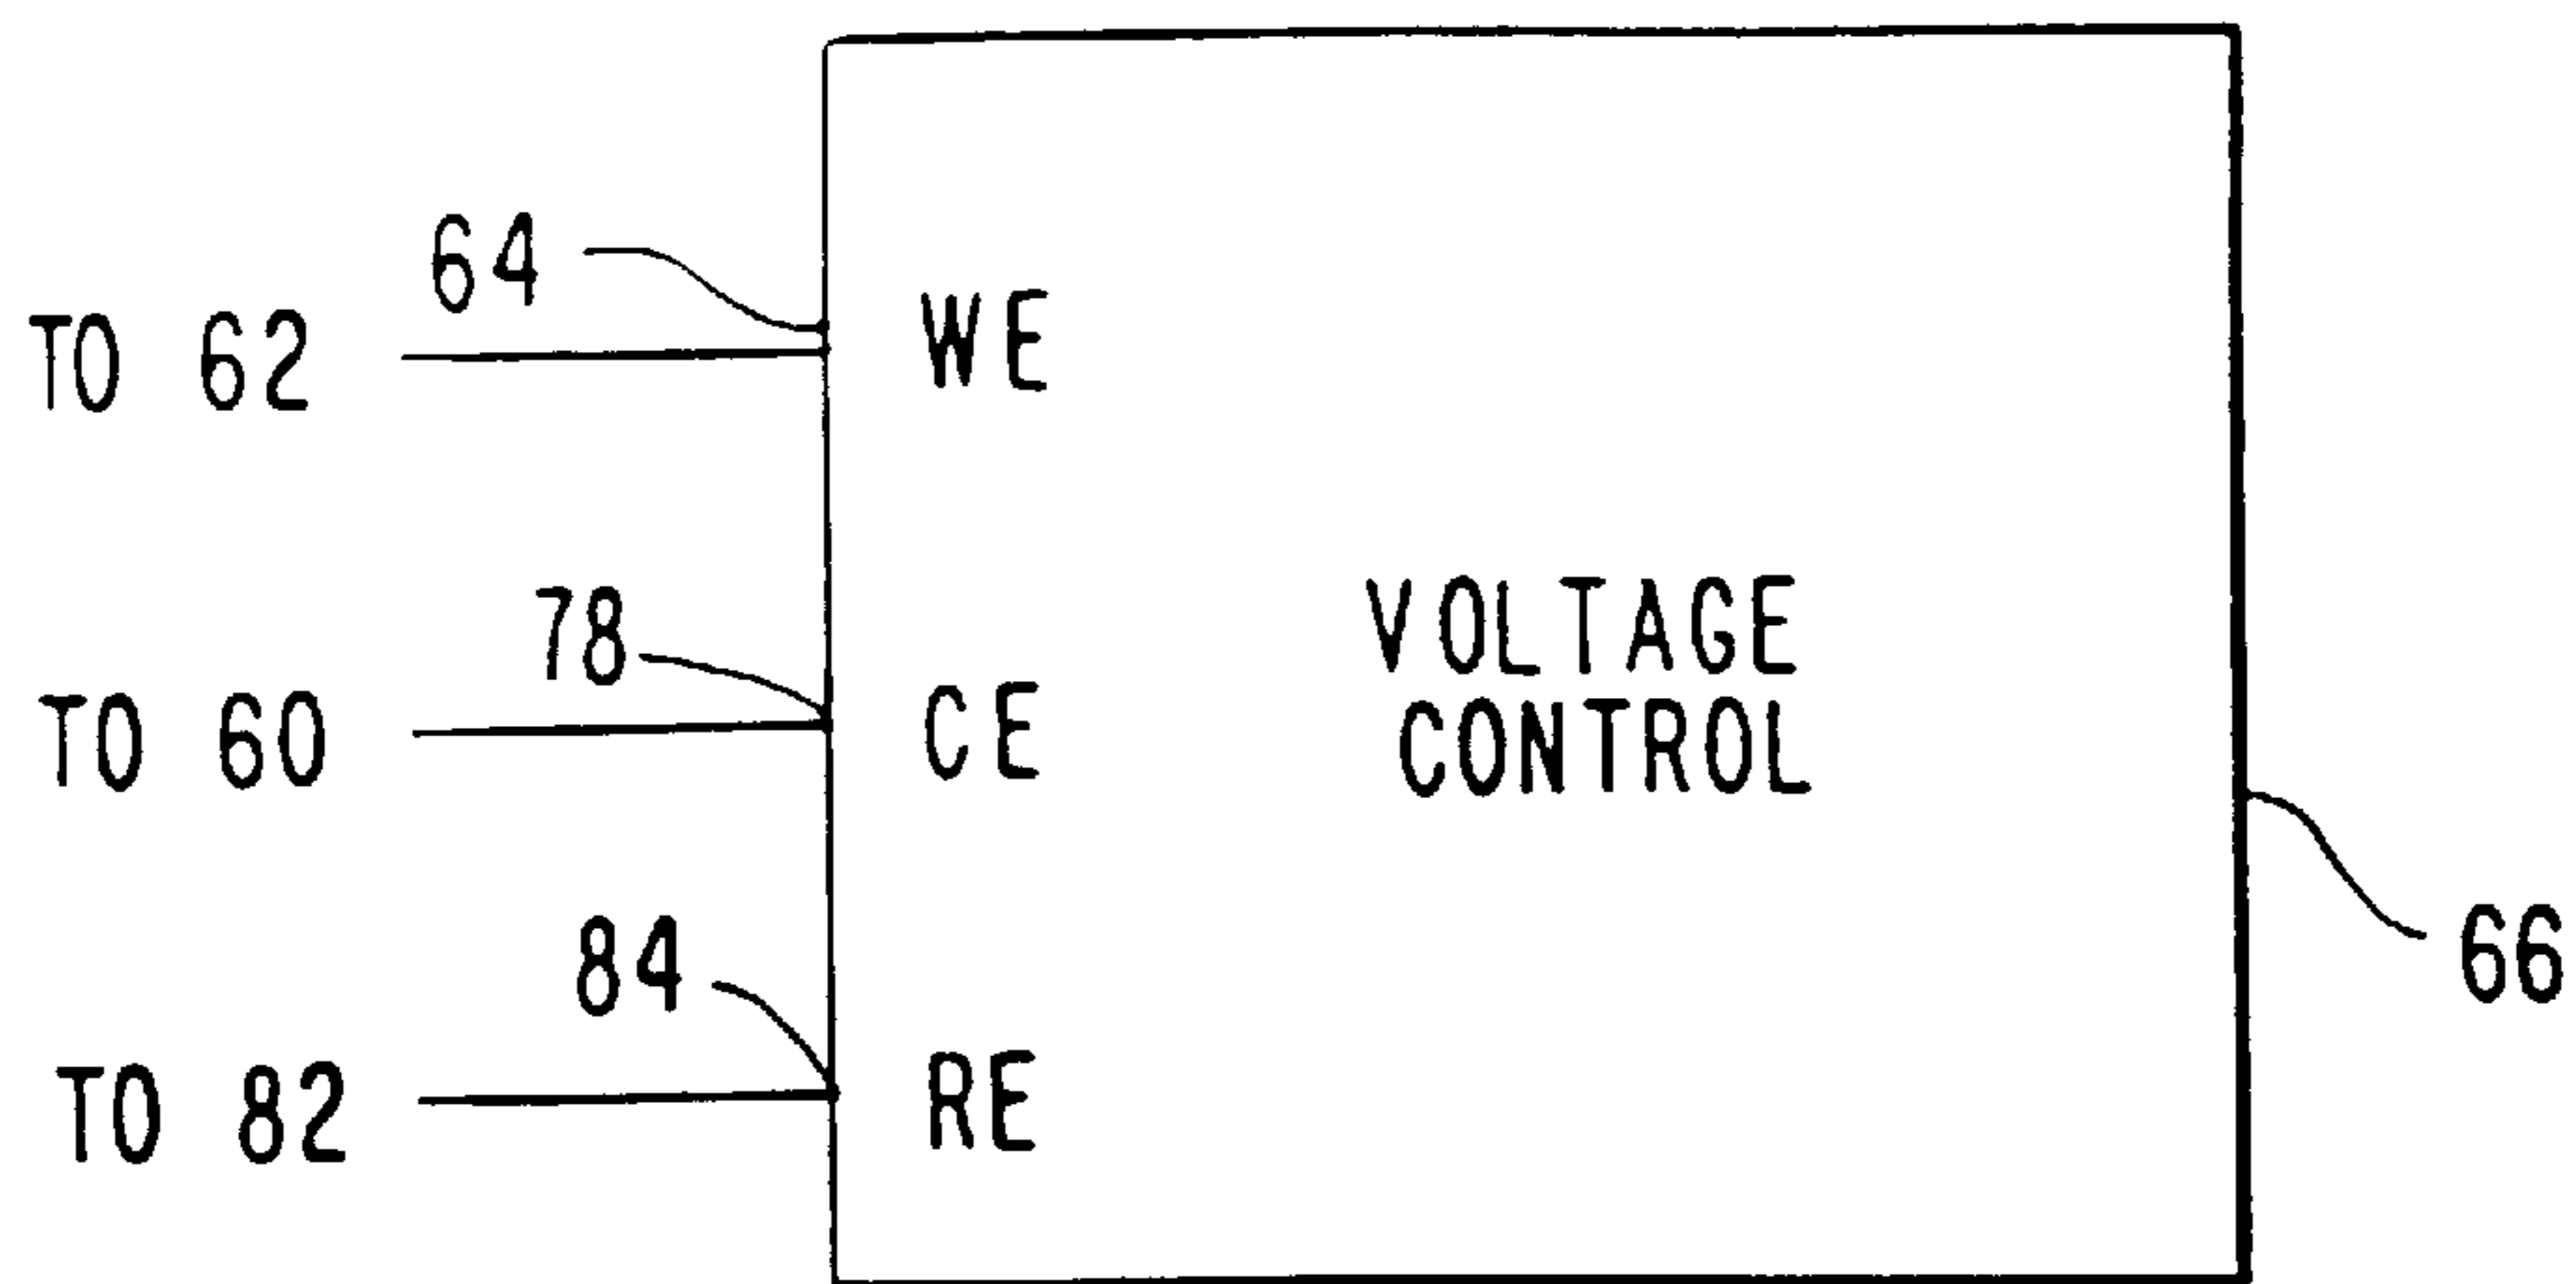 64
TO 62
WE
78
TO 60
CE
VOLTAGE
CONTROL
84
TO 82
RE
66